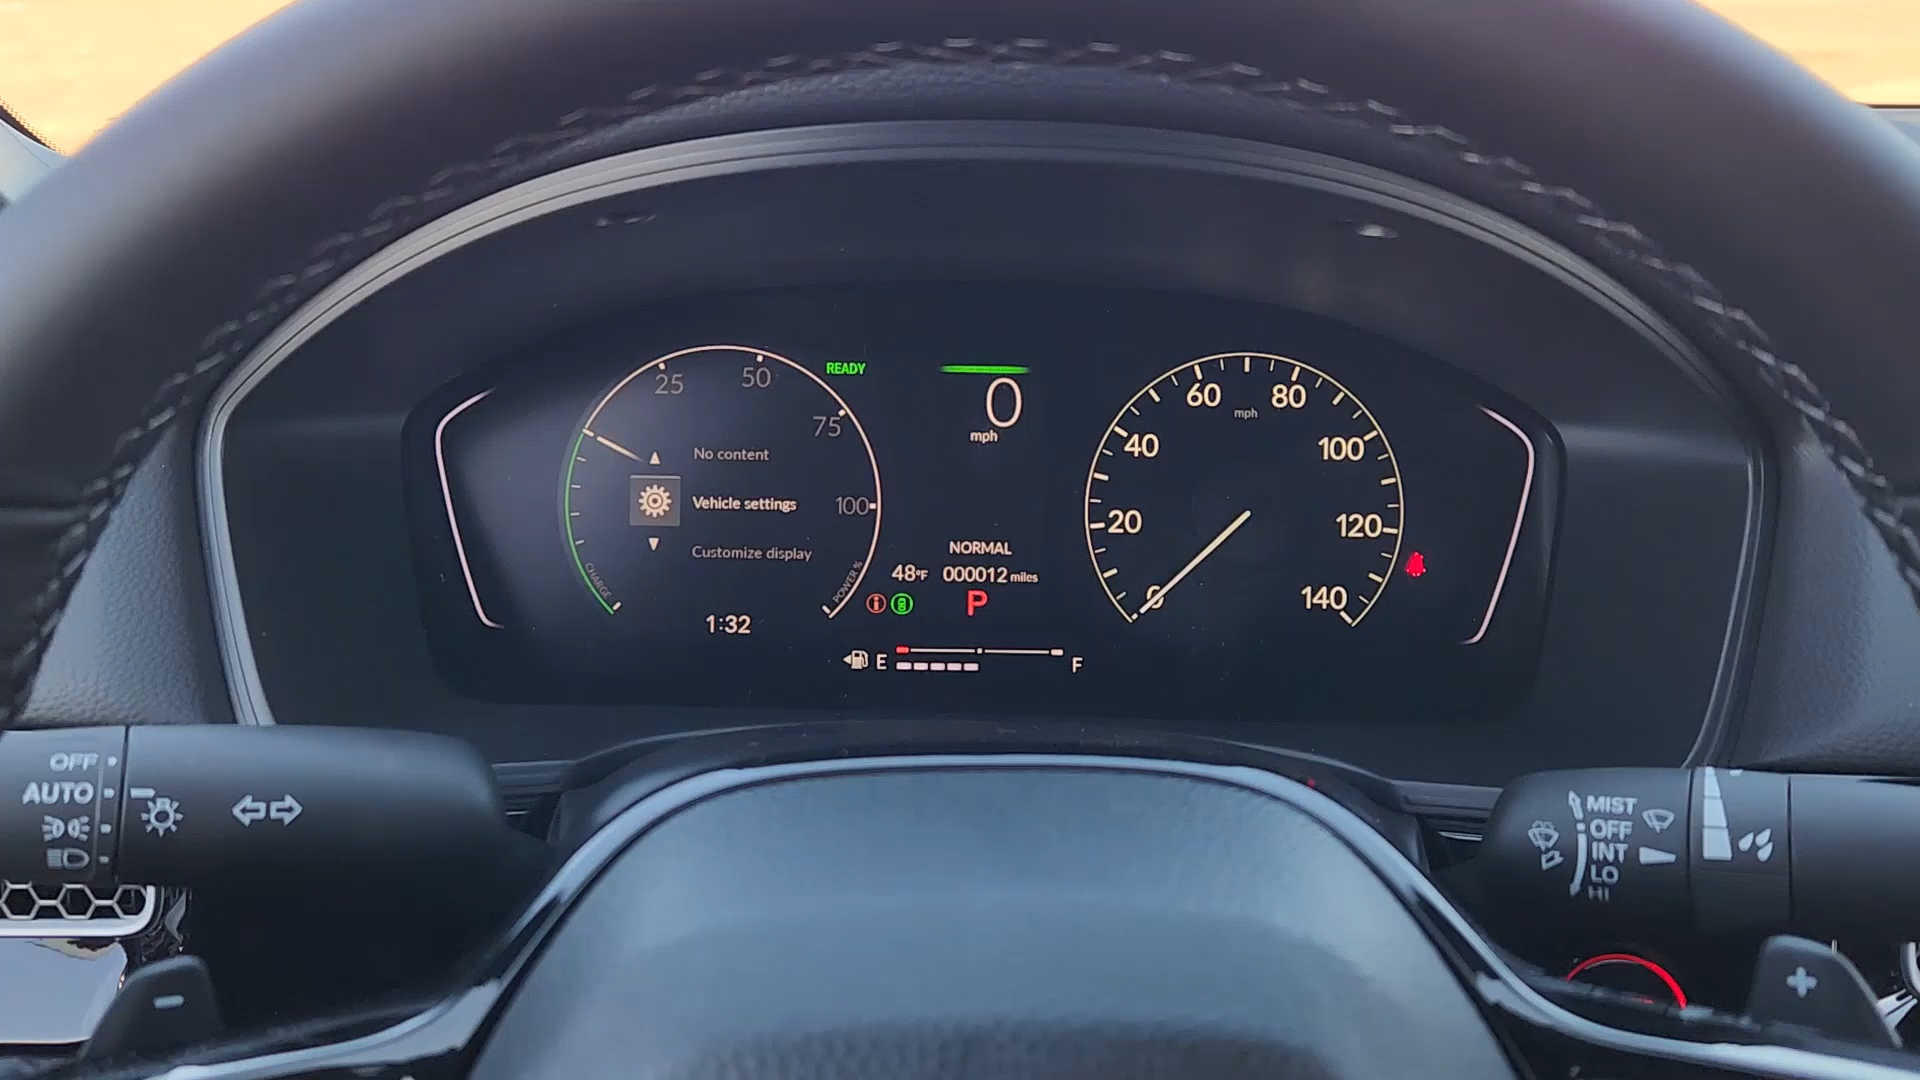 25
50
75
100
No content
Vehicle settings
Customize display
CHARGE
POWER %
1:32
READY
0
mph
NORMAL
48°F
000012 miles
P
E
F
0
20
40
60
80
100
120
140
mph
OFF
AUTO
MIST
OFF
INT
LO
HI
-
+